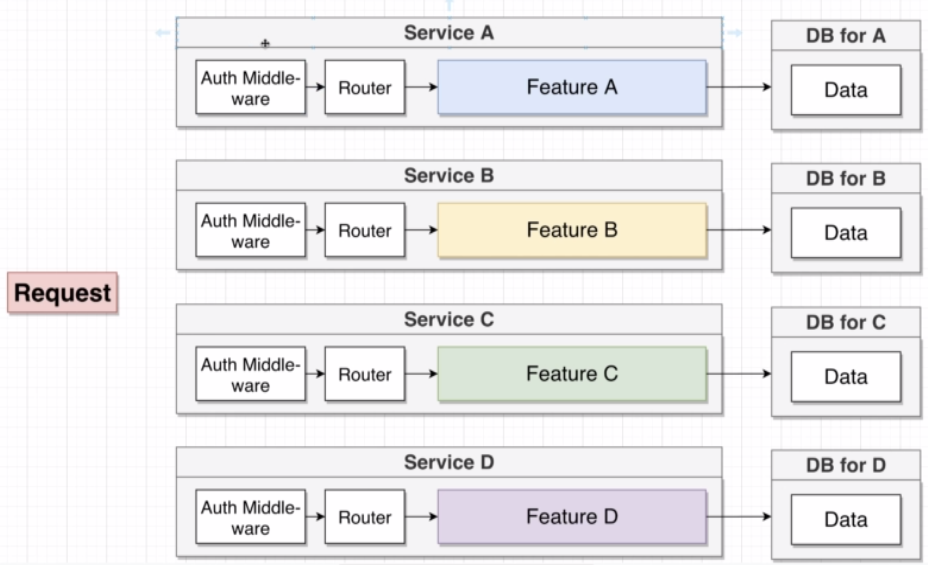 Service A
DB for A
Auth Middle-
ware
Router
Feature A
Data
Service B
DB for B
Auth Middle-
ware
Router
Feature B
Data
Request
Service C
DB for C
Auth Middle-
ware
Router
Feature C
Data
Service D
DB for D
Auth Middle-
ware
Router
Feature D
Data